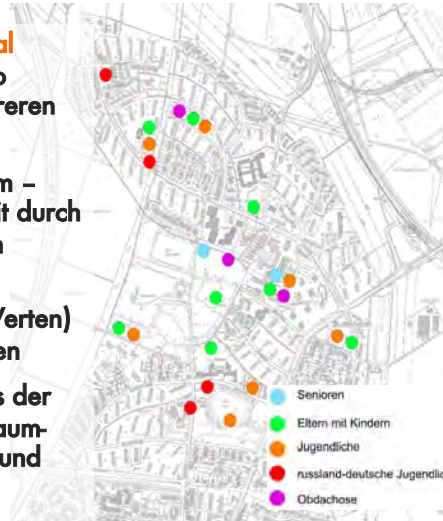 al
o
reren
m –
it durch
n
Verten)
en
s der
aum-
und
Senioren
Eltern mit Kindern
Jugendliche
russland-deutsche Jugendlic
Obdachose